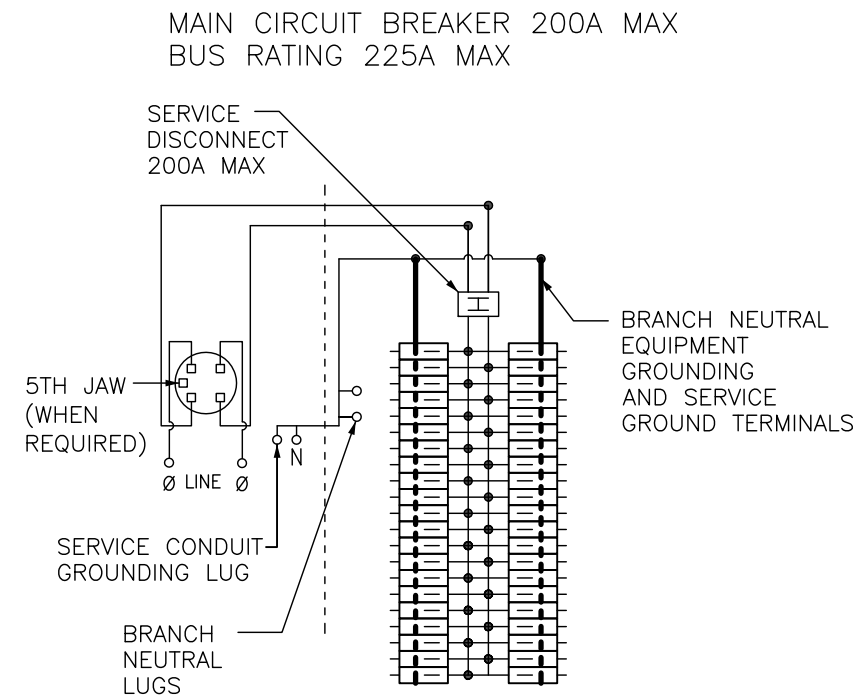 MAIN CIRCUIT BREAKER 200A MAX
BUS RATING 225A MAX
SERVICE
DISCONNECT
200A MAX
BRANCH NEUTRAL
EQUIPMENT
GROUNDING
AND SERVICE
GROUND TERMINALS
5TH JAW
(WHEN
REQUIRED)
Ø LINE Ø
N
SERVICE CONDUIT
GROUNDING LUG
BRANCH
NEUTRAL
LUGS